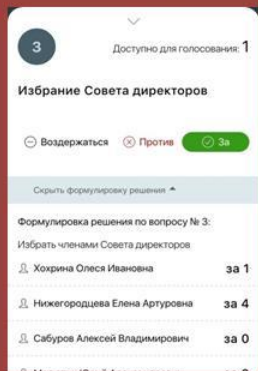 3
Доступно для голосования: 1
Избрание Совета директоров
Воздержаться Против За
Скрыть формулировку решения
Формулировка решения по вопросу № 3:
Избрать членами Совета директоров
Хохрина Олеся Ивановна за 1
Нижегородцева Елена Артуровна за 4
Сабуров Алексей Владимирович за 0